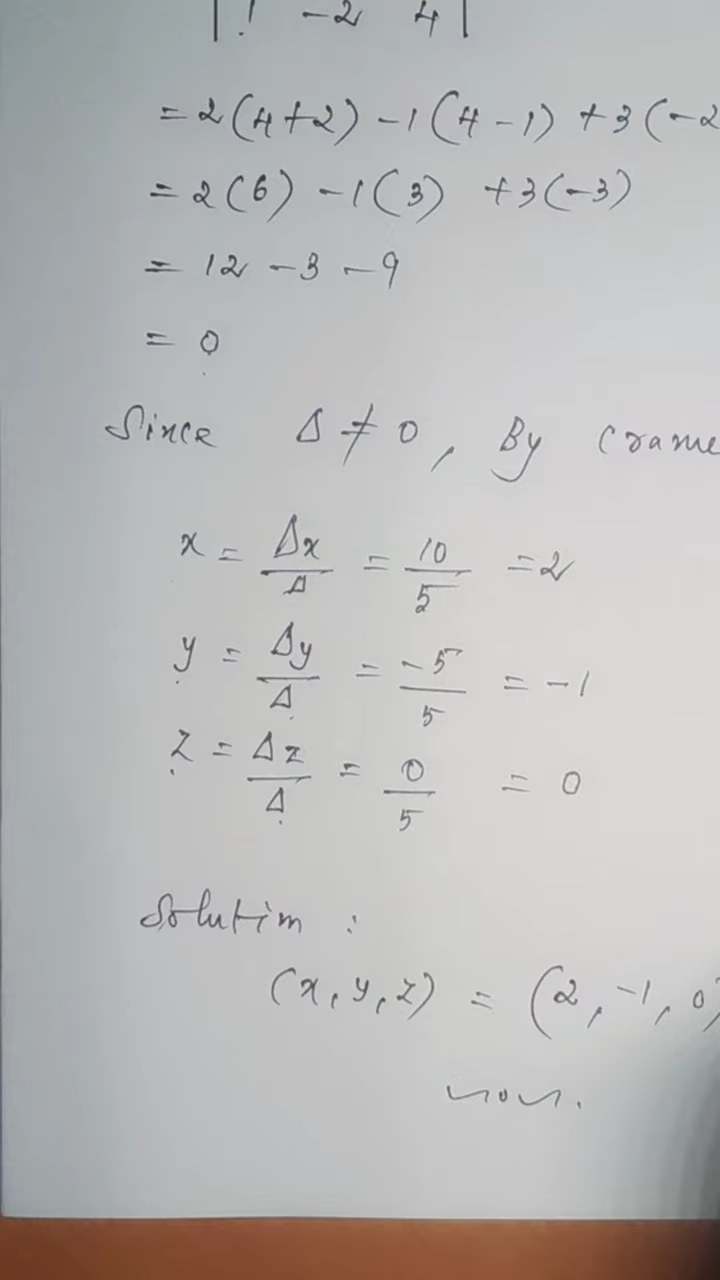 | 1 -2 4 |
= 2(4+2) -1(4-1) +3(-2
= 2(6) -1(3) +3(-3)
= 12 -3 -9
= 0
Since Δ ≠ 0, By Crame
x = Δx/Δ = 10/5 = 2
y = Δy/Δ = -5/5 = -1
z = Δz/Δ = 0/5 = 0
Solution :
(x, y, z) = (2, -1, 0)